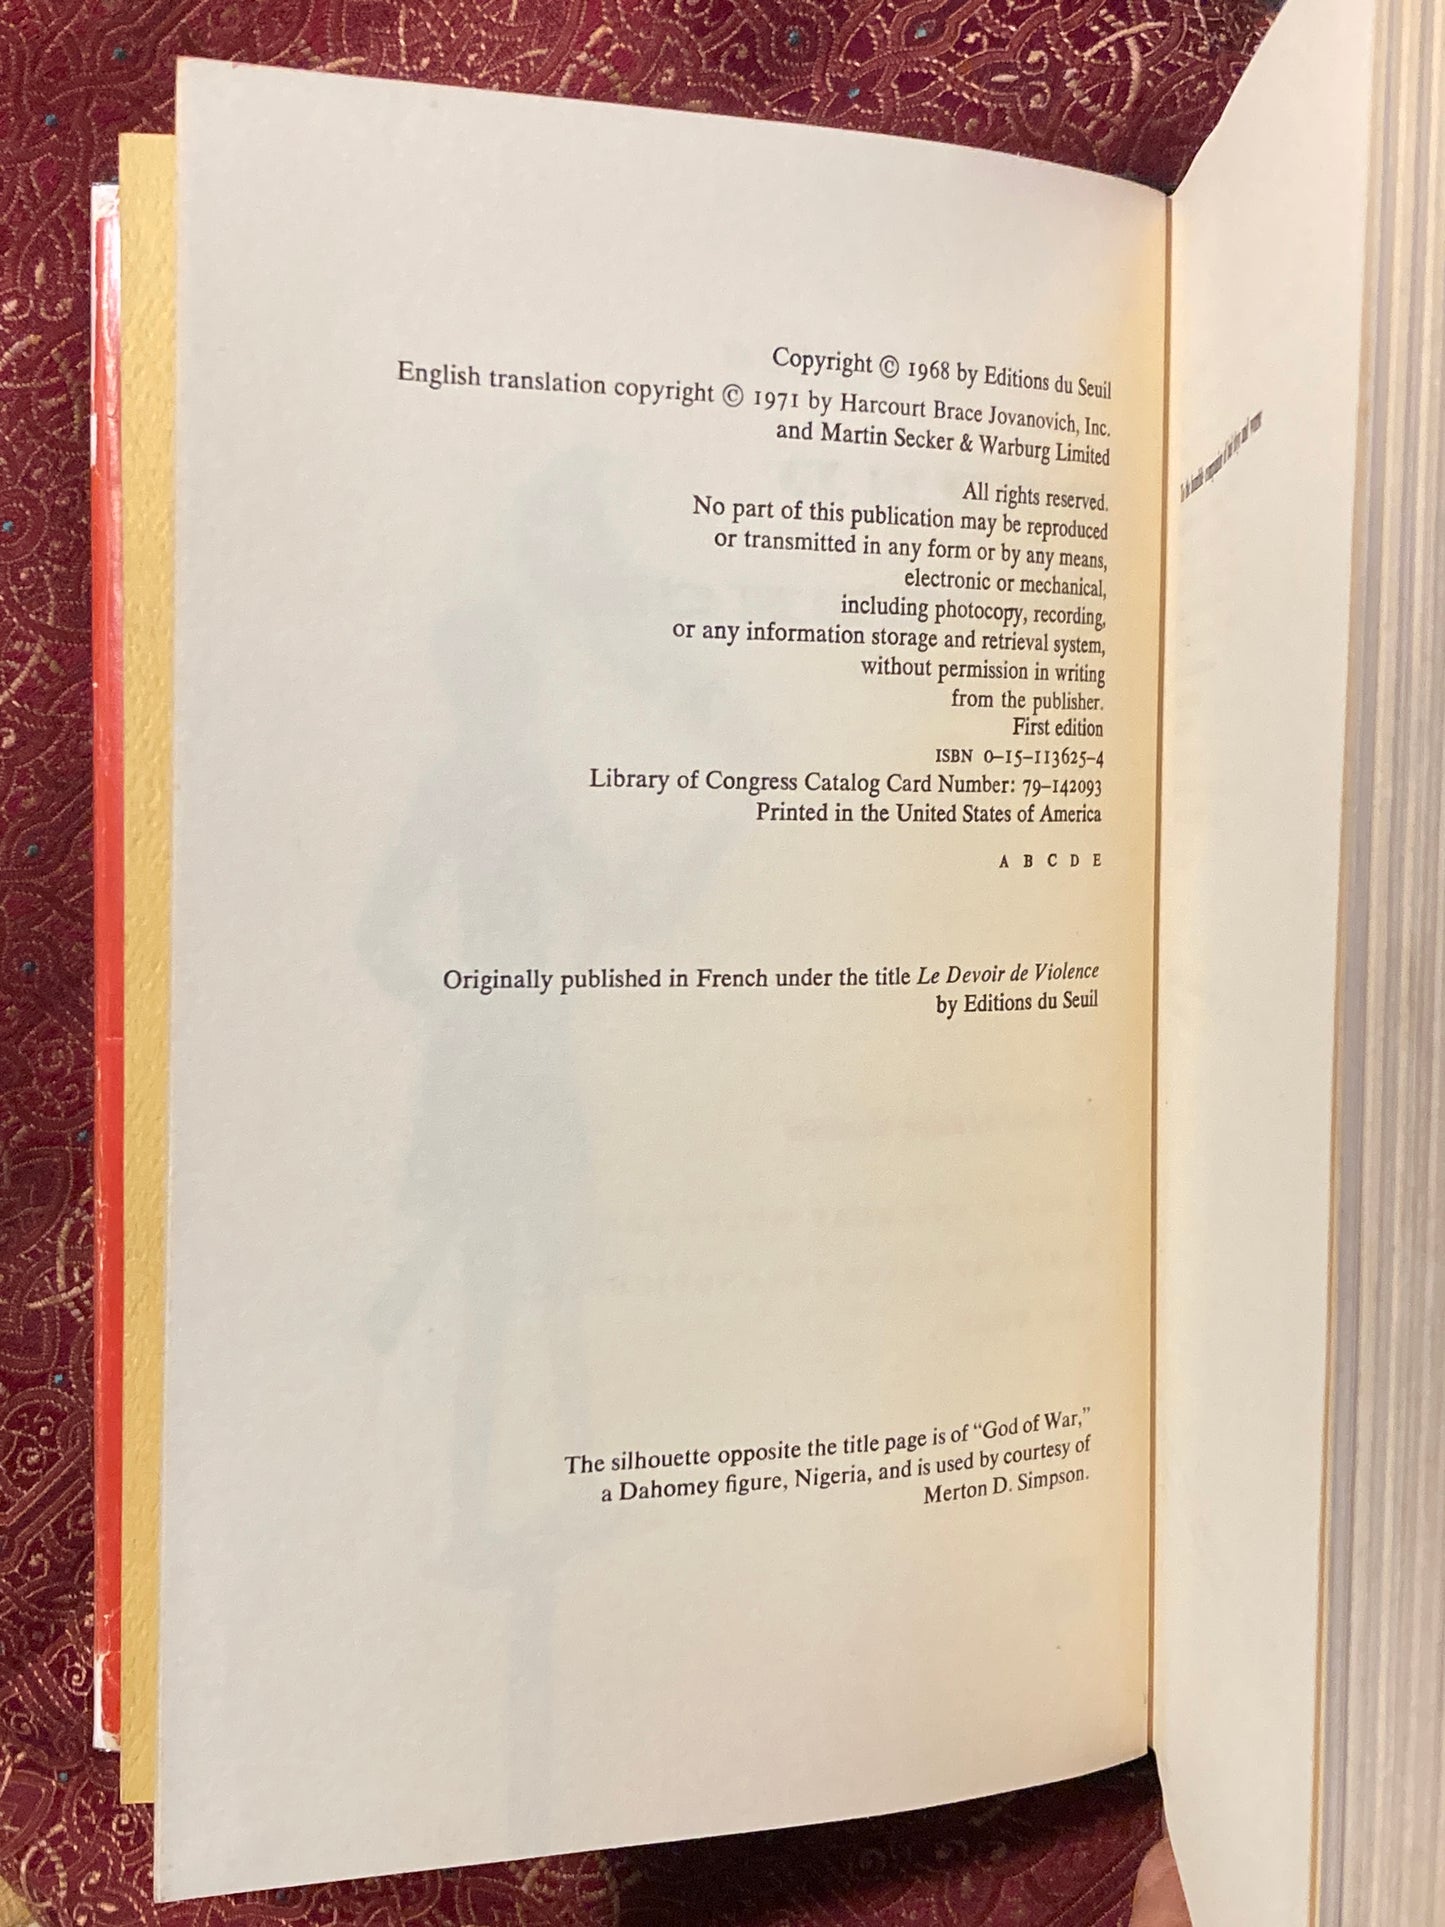 Copyright © 1968 by Editions du Seuil
English translation copyright © 1971 by Harcourt Brace Jovanovich, Inc.
and Martin Secker & Warburg Limited
All rights reserved.
No part of this publication may be reproduced
or transmitted in any form or by any means,
electronic or mechanical,
including photocopy, recording,
or any information storage and retrieval system,
without permission in writing
from the publisher.
First edition
ISBN 0-15-113625-4
Library of Congress Catalog Card Number: 79-142093
Printed in the United States of America
A B C D E
Originally published in French under the title Le Devoir de Violence
by Editions du Seuil
The silhouette opposite the title page is of “God of War,”
a Dahomey figure, Nigeria, and is used by courtesy of
Merton D. Simpson.
To the humble